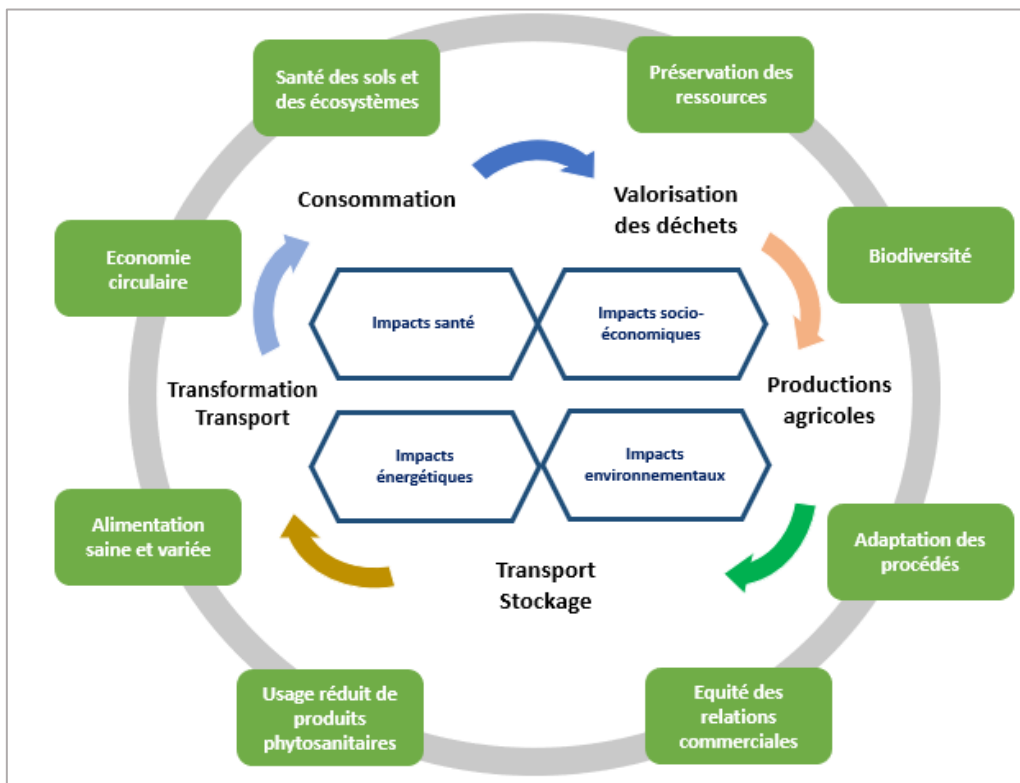 Santé des sols et
des écosystèmes
Préservation des
ressources
Consommation
Valorisation
des déchets
Economie
circulaire
Biodiversité
Impacts santé
Impacts socio-
économiques
Transformation
Transport
Productions
agricoles
Impacts
énergétiques
Impacts
environnementaux
Alimentation
saine et variée
Adaptation des
procédés
Transport
Stockage
Usage réduit de
produits
phytosanitaires
Equité des
relations
commerciales